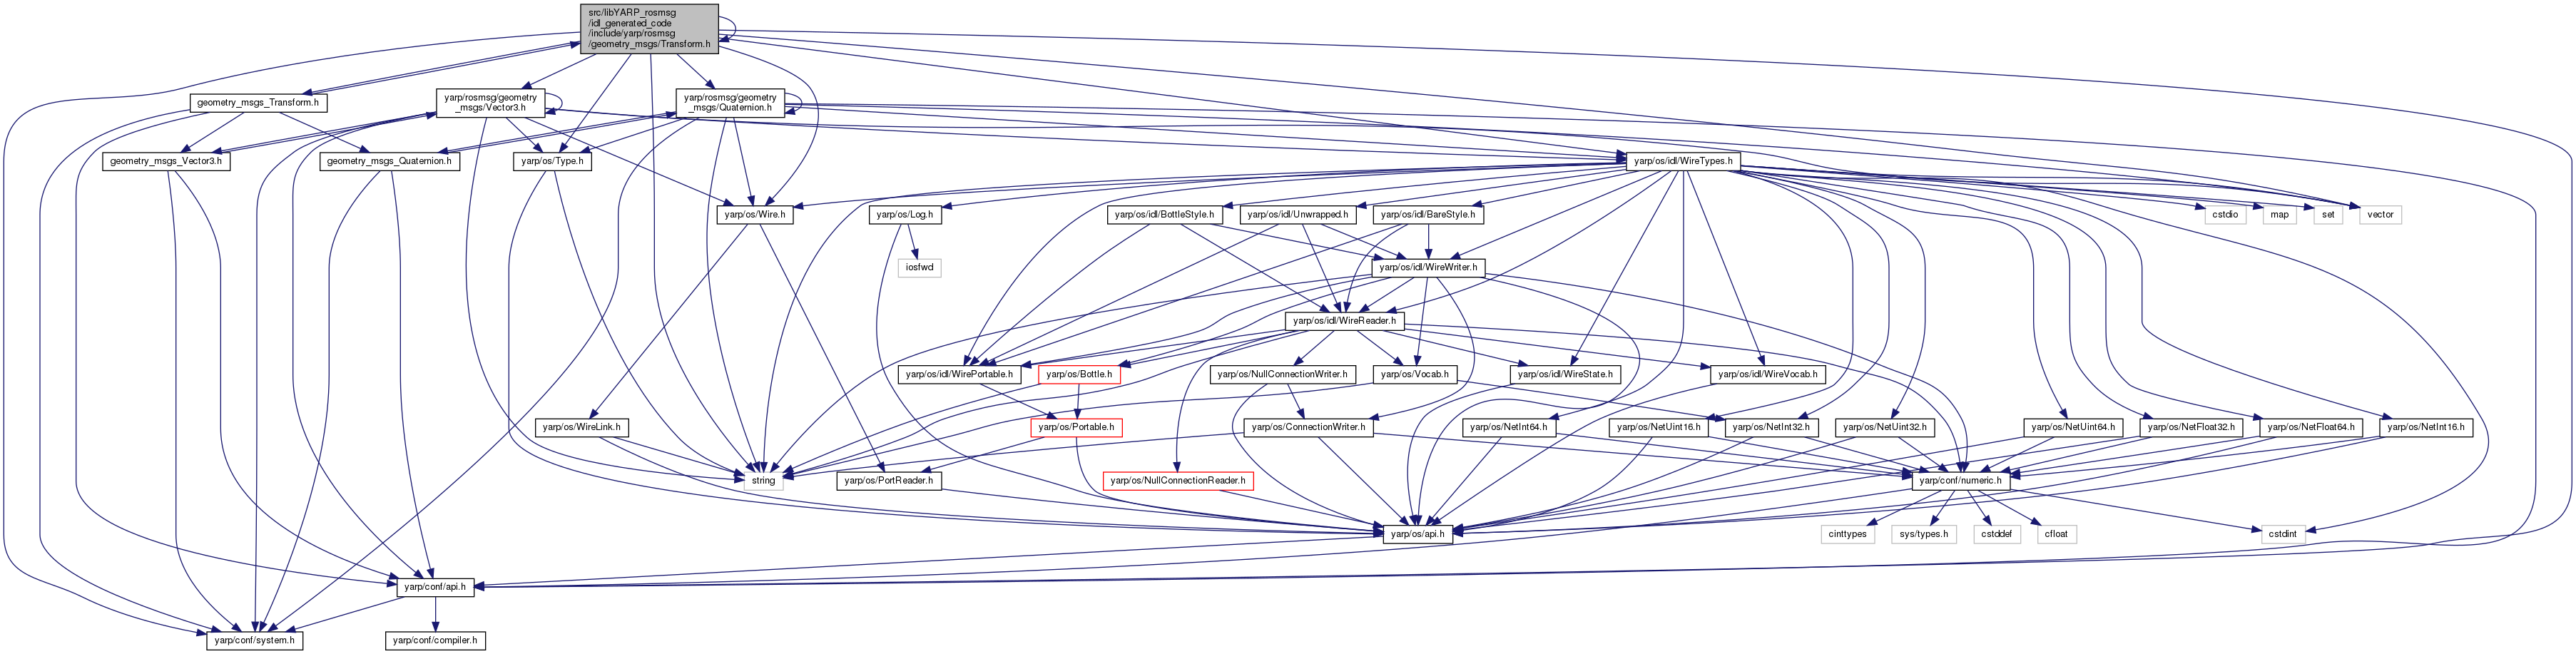 src/libYARP_rosmsg
/idl_generated_code
/include/yarp/rosmsg
/geometry_msgs/Transform.h
geometry_msgs_Transform.h
yarp/rosmsg/geometry
_msgs/Vector3.h
yarp/rosmsg/geometry
_msgs/Quaternion.h
geometry_msgs_Vector3.h
geometry_msgs_Quaternion.h
yarp/os/Type.h
yarp/os/idl/WireTypes.h
yarp/os/Wire.h
yarp/os/Log.h
yarp/os/idl/BottleStyle.h
yarp/os/idl/Unwrapped.h
yarp/os/idl/BareStyle.h
cstdio
map
set
vector
iosfwd
yarp/os/idl/WireWriter.h
yarp/os/idl/WireReader.h
yarp/os/idl/WirePortable.h
yarp/os/Bottle.h
yarp/os/NullConnectionWriter.h
yarp/os/Vocab.h
yarp/os/idl/WireState.h
yarp/os/idl/WireVocab.h
yarp/os/WireLink.h
yarp/os/Portable.h
yarp/os/ConnectionWriter.h
yarp/os/NetInt64.h
yarp/os/NetUint16.h
yarp/os/NetInt32.h
yarp/os/NetUint32.h
yarp/os/NetUint64.h
yarp/os/NetFloat32.h
yarp/os/NetFloat64.h
yarp/os/NetInt16.h
string
yarp/os/PortReader.h
yarp/os/NullConnectionReader.h
yarp/conf/numeric.h
yarp/os/api.h
cinttypes
sys/types.h
cstddef
cfloat
cstdint
yarp/conf/api.h
yarp/conf/system.h
yarp/conf/compiler.h